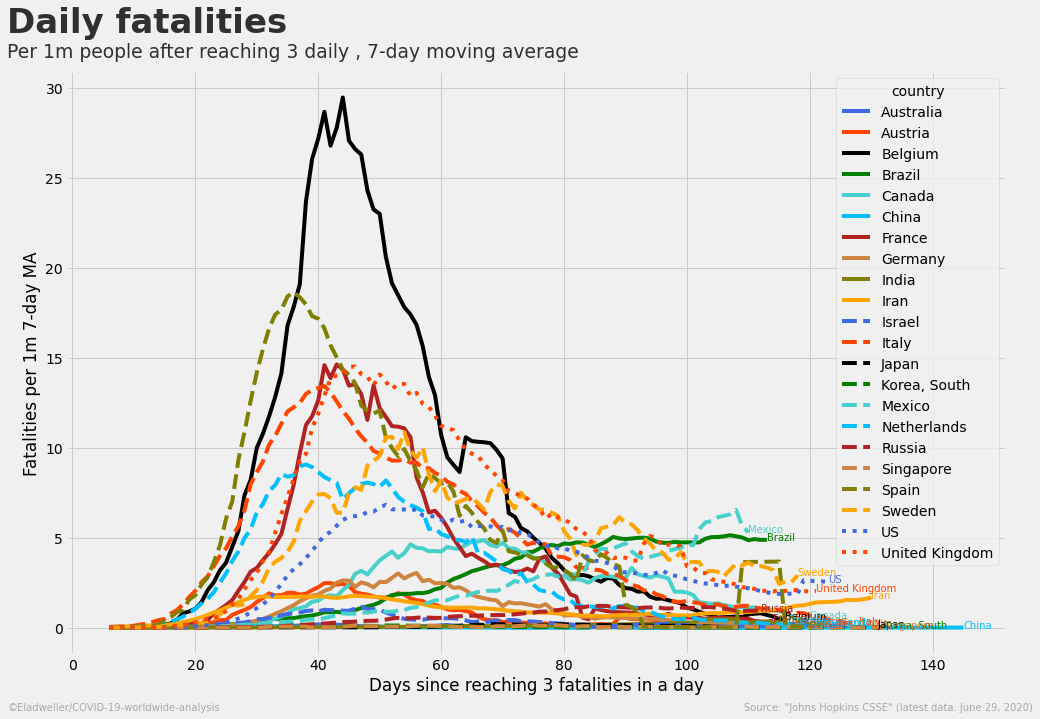 Daily fatalities
Per 1m people after reaching 3 daily , 7-day moving average
Fatalities per 1m 7-day MA
30
25
20
15
10
5
0
country
Australia
Austria
Belgium
Brazil
Canada
China
France
Germany
India
Iran
Israel
Italy
Japan
Korea, South
Mexico
Netherlands
Russia
Singapore
Spain
Sweden
US
United Kingdom
Mexico
Brazil
Sweden
US
United Kingdom
Iran
Russia
Belgium
Canada
Italy
Japan
South
China
0 20 40 60 80 100 120 140
Days since reaching 3 fatalities in a day
©Eladweller/COVID-19-worldwide-analysis
Source: "Johns Hopkins CSSE" (latest data: June 29, 2020)